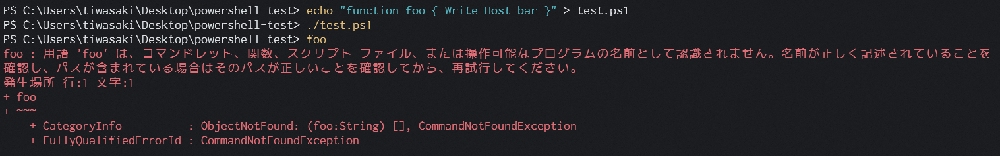 PS C:\Users\tiwasaki\Desktop\powershell-test> echo "function foo { Write-Host bar }" > test.ps1
PS C:\Users\tiwasaki\Desktop\powershell-test> ./test.ps1
PS C:\Users\tiwasaki\Desktop\powershell-test> foo
foo : 用語 'foo' は、コマンドレット、関数、スクリプト ファイル、または操作可能なプログラムの名前として認識されません。名前が正しく記述されていることを
確認し、パスが含まれている場合はそのパスが正しいことを確認してから、再試行してください。
発生場所 行:1 文字:1
+ foo
+ ~~~
    + CategoryInfo          : ObjectNotFound: (foo:String) [], CommandNotFoundException
    + FullyQualifiedErrorId : CommandNotFoundException